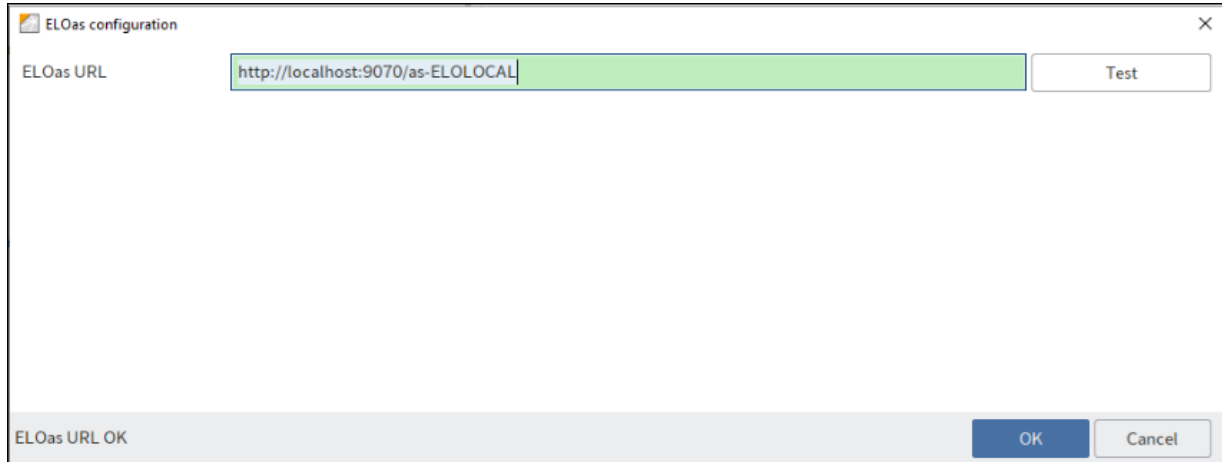 ELOas configuration
ELOas URL http://localhost:9070/as-ELOLOCAL Test
ELOas URL OK OK Cancel